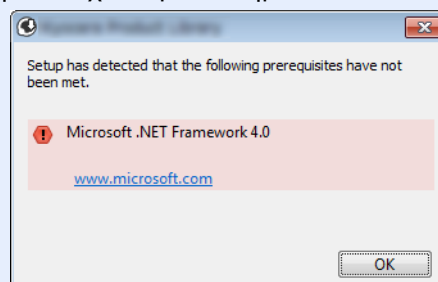 Setup has detected that the following prerequisites have not
been met.
Microsoft .NET Framework 4.0
www.microsoft.com
OK